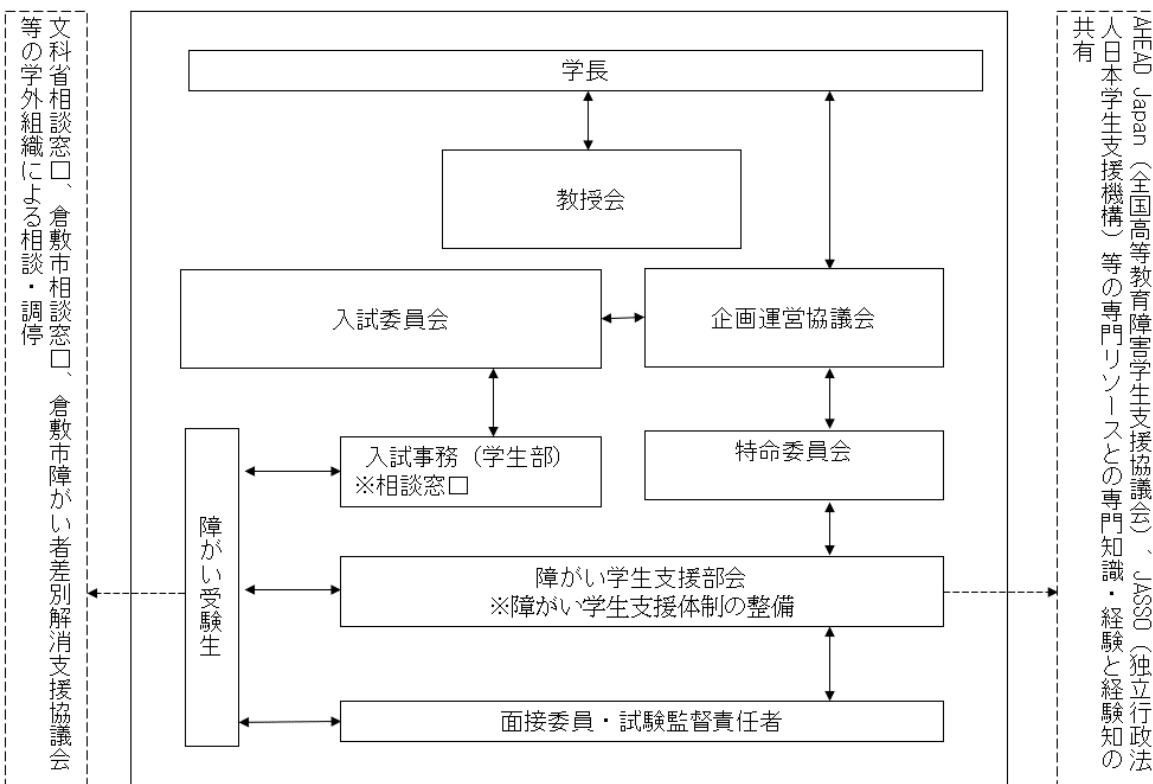 文科省相談窓口、倉敷市相談窓口、倉敷市障がい者差別解消支援協議会
等の学外組織による相談・調停
学長
教授会
入試委員会
企画運営協議会
入試事務（学生部）
※相談窓口
特命委員会
障がい受験生
障がい学生支援部会
※障がい学生支援体制の整備
面接委員・試験監督責任者
AHEAD Japan（全国高等教育障害学生支援協議会）、JASSO（独立行政法
人日本学生支援機構）等の専門リソースとの専門知識・経験と経験知の
共有